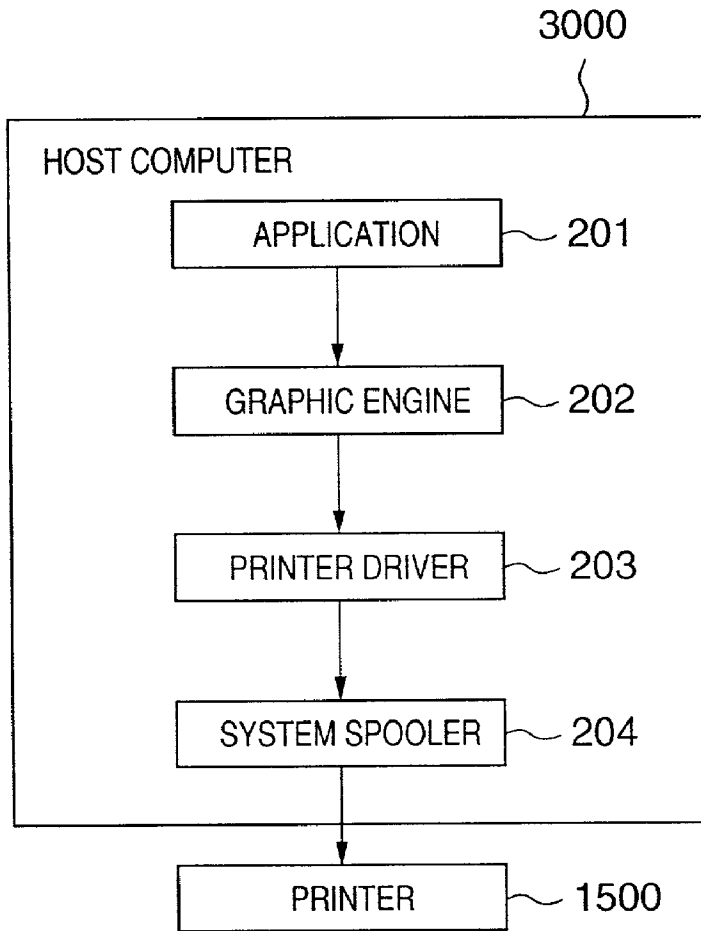 3000
HOST COMPUTER
APPLICATION 201
GRAPHIC ENGINE 202
PRINTER DRIVER 203
SYSTEM SPOOLER 204
PRINTER 1500